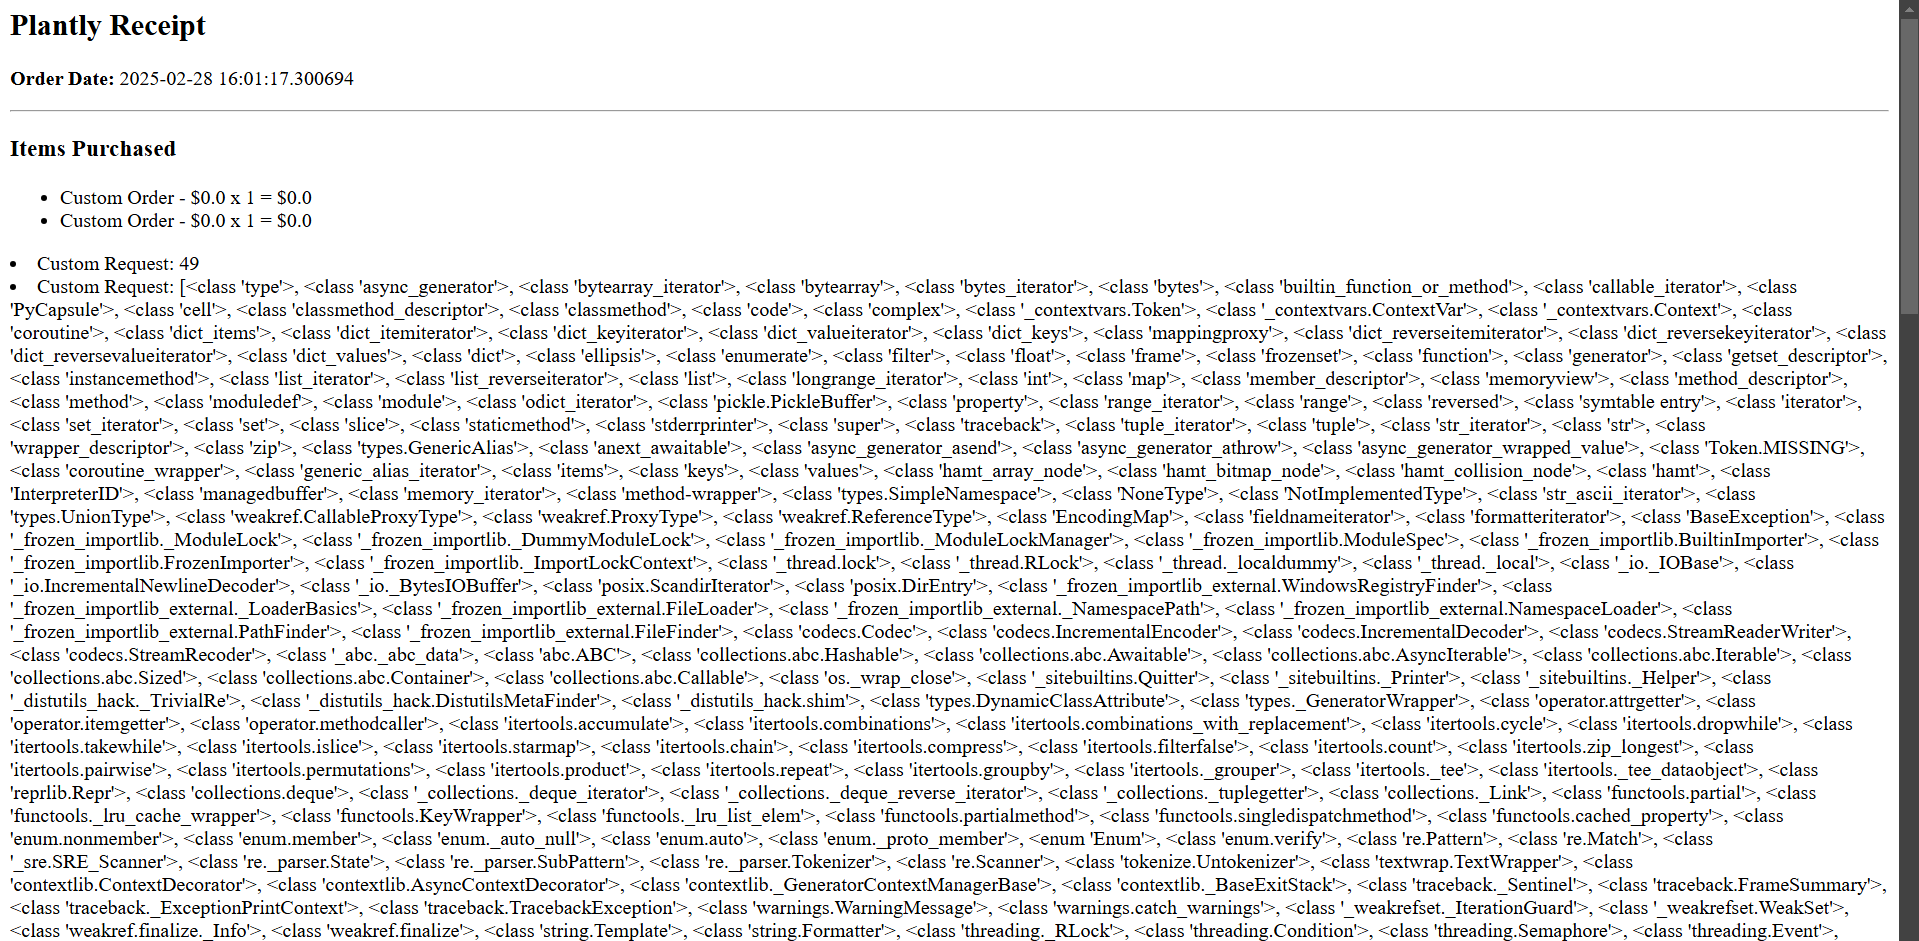 Plantly Receipt
Order Date: 2025-02-28 16:01:17.300694
Items Purchased
Custom Order - $0.0 x 1 = $0.0
Custom Order - $0.0 x 1 = $0.0
Custom Request: 49
Custom Request: [<class 'type'>, <class 'async_generator'>, <class 'bytearray_iterator'>, <class 'bytearray'>, <class 'bytes_iterator'>, <class 'bytes'>, <class 'builtin_function_or_method'>, <class 'callable_iterator'>, <class
'PyCapsule'>, <class 'cell'>, <class 'classmethod_descriptor'>, <class 'classmethod'>, <class 'code'>, <class 'complex'>, <class '_contextvars.Token'>, <class '_contextvars.ContextVar'>, <class '_contextvars.Context'>, <class
'coroutine'>, <class 'dict_items'>, <class 'dict_itemiterator'>, <class 'dict_keyiterator'>, <class 'dict_valueiterator'>, <class 'dict_keys'>, <class 'mappingproxy'>, <class 'dict_reverseitemiterator'>, <class 'dict_reversekeyiterator'>, <class
'dict_reversevalueiterator'>, <class 'dict_values'>, <class 'dict'>, <class 'ellipsis'>, <class 'enumerate'>, <class 'filter'>, <class 'float'>, <class 'frame'>, <class 'frozenset'>, <class 'function'>, <class 'generator'>, <class 'getset_descriptor'>,
<class 'instancemethod'>, <class 'list_iterator'>, <class 'list_reverseiterator'>, <class 'list'>, <class 'longrange_iterator'>, <class 'int'>, <class 'map'>, <class 'member_descriptor'>, <class 'memoryview'>, <class 'method_descriptor'>,
<class 'method'>, <class 'moduledef'>, <class 'module'>, <class 'odict_iterator'>, <class 'pickle.PickleBuffer'>, <class 'property'>, <class 'range_iterator'>, <class 'range'>, <class 'reversed'>, <class 'symtable entry'>, <class 'iterator'>,
<class 'set_iterator'>, <class 'set'>, <class 'slice'>, <class 'staticmethod'>, <class 'stderrprinter'>, <class 'super'>, <class 'traceback'>, <class 'tuple_iterator'>, <class 'tuple'>, <class 'str_iterator'>, <class 'str'>, <class
'wrapper_descriptor'>, <class 'zip'>, <class 'types.GenericAlias'>, <class 'anext_awaitable'>, <class 'async_generator_asend'>, <class 'async_generator_athrow'>, <class 'async_generator_wrapped_value'>, <class 'Token.MISSING'>,
<class 'coroutine_wrapper'>, <class 'generic_alias_iterator'>, <class 'items'>, <class 'keys'>, <class 'values'>, <class 'hamt_array_node'>, <class 'hamt_bitmap_node'>, <class 'hamt_collision_node'>, <class 'hamt'>, <class
'InterpreterID'>, <class 'managedbuffer'>, <class 'memory_iterator'>, <class 'method-wrapper'>, <class 'types.SimpleNamespace'>, <class 'NoneType'>, <class 'NotImplementedType'>, <class 'str_ascii_iterator'>, <class
'types.UnionType'>, <class 'weakref.CallableProxyType'>, <class 'weakref.ProxyType'>, <class 'weakref.ReferenceType'>, <class 'EncodingMap'>, <class 'fieldnameiterator'>, <class 'formatteriterator'>, <class 'BaseException'>, <class
'_frozen_importlib._ModuleLock'>, <class '_frozen_importlib._DummyModuleLock'>, <class '_frozen_importlib._ModuleLockManager'>, <class '_frozen_importlib.ModuleSpec'>, <class '_frozen_importlib.BuiltinImporter'>, <class
'_frozen_importlib.FrozenImporter'>, <class '_frozen_importlib._ImportLockContext'>, <class '_thread.lock'>, <class '_thread.RLock'>, <class '_thread._localdummy'>, <class '_thread._local'>, <class '_io._IOBase'>, <class
'_io.IncrementalNewlineDecoder'>, <class '_io._BytesIOBuffer'>, <class 'posix.ScandirIterator'>, <class 'posix.DirEntry'>, <class '_frozen_importlib_external.WindowsRegistryFinder'>, <class
'_frozen_importlib_external._LoaderBasics'>, <class '_frozen_importlib_external.FileLoader'>, <class '_frozen_importlib_external._NamespacePath'>, <class '_frozen_importlib_external.NamespaceLoader'>, <class
'_frozen_importlib_external.PathFinder'>, <class '_frozen_importlib_external.FileFinder'>, <class 'codecs.Codec'>, <class 'codecs.IncrementalEncoder'>, <class 'codecs.IncrementalDecoder'>, <class 'codecs.StreamReaderWriter'>,
<class 'codecs.StreamRecoder'>, <class '_abc._abc_data'>, <class 'abc.ABC'>, <class 'collections.abc.Hashable'>, <class 'collections.abc.Awaitable'>, <class 'collections.abc.AsyncIterable'>, <class 'collections.abc.Iterable'>, <class
'collections.abc.Sized'>, <class 'collections.abc.Container'>, <class 'collections.abc.Callable'>, <class 'os._wrap_close'>, <class '_sitebuiltins.Quitter'>, <class '_sitebuiltins._Printer'>, <class '_sitebuiltins._Helper'>, <class
'_distutils_hack._TrivialRe'>, <class '_distutils_hack.DistutilsMetaFinder'>, <class '_distutils_hack.shim'>, <class 'types.DynamicClassAttribute'>, <class 'types._GeneratorWrapper'>, <class 'operator.attrgetter'>, <class
'operator.itemgetter'>, <class 'operator.methodcaller'>, <class 'itertools.accumulate'>, <class 'itertools.combinations'>, <class 'itertools.combinations_with_replacement'>, <class 'itertools.cycle'>, <class 'itertools.dropwhile'>, <class
'itertools.takewhile'>, <class 'itertools.islice'>, <class 'itertools.starmap'>, <class 'itertools.chain'>, <class 'itertools.compress'>, <class 'itertools.filterfalse'>, <class 'itertools.count'>, <class 'itertools.zip_longest'>, <class
'itertools.pairwise'>, <class 'itertools.permutations'>, <class 'itertools.product'>, <class 'itertools.repeat'>, <class 'itertools.groupby'>, <class 'itertools._grouper'>, <class 'itertools._tee'>, <class 'itertools._tee_dataobject'>, <class
'reprlib.Repr'>, <class 'collections.deque'>, <class '_collections._deque_iterator'>, <class '_collections._deque_reverse_iterator'>, <class '_collections._tuplegetter'>, <class 'collections._Link'>, <class 'functools.partial'>, <class
'functools._lru_cache_wrapper'>, <class 'functools.KeyWrapper'>, <class 'functools._lru_list_elem'>, <class 'functools.partialmethod'>, <class 'functools.singledispatchmethod'>, <class 'functools.cached_property'>, <class
'enum.nonmember'>, <class 'enum.member'>, <class 'enum._auto_null'>, <class 'enum.auto'>, <class 'enum._proto_member'>, <enum 'Enum'>, <class 'enum.verify'>, <class 're.Pattern'>, <class 're.Match'>, <class
'_sre.SRE_Scanner'>, <class 're._parser.State'>, <class 're._parser.SubPattern'>, <class 're._parser.Tokenizer'>, <class 're.Scanner'>, <class 'tokenize.Untokenizer'>, <class 'textwrap.TextWrapper'>, <class
'contextlib.ContextDecorator'>, <class 'contextlib.AsyncContextDecorator'>, <class 'contextlib._GeneratorContextManagerBase'>, <class 'contextlib._BaseExitStack'>, <class 'traceback._Sentinel'>, <class 'traceback.FrameSummary'>,
<class 'traceback._ExceptionPrintContext'>, <class 'traceback.TracebackException'>, <class 'warnings.WarningMessage'>, <class 'warnings.catch_warnings'>, <class '_weakrefset._IterationGuard'>, <class '_weakrefset.WeakSet'>,
<class 'weakref.finalize._Info'>, <class 'weakref.finalize'>, <class 'string.Template'>, <class 'string.Formatter'>, <class 'threading._RLock'>, <class 'threading.Condition'>, <class 'threading.Semaphore'>, <class 'threading.Event'>,